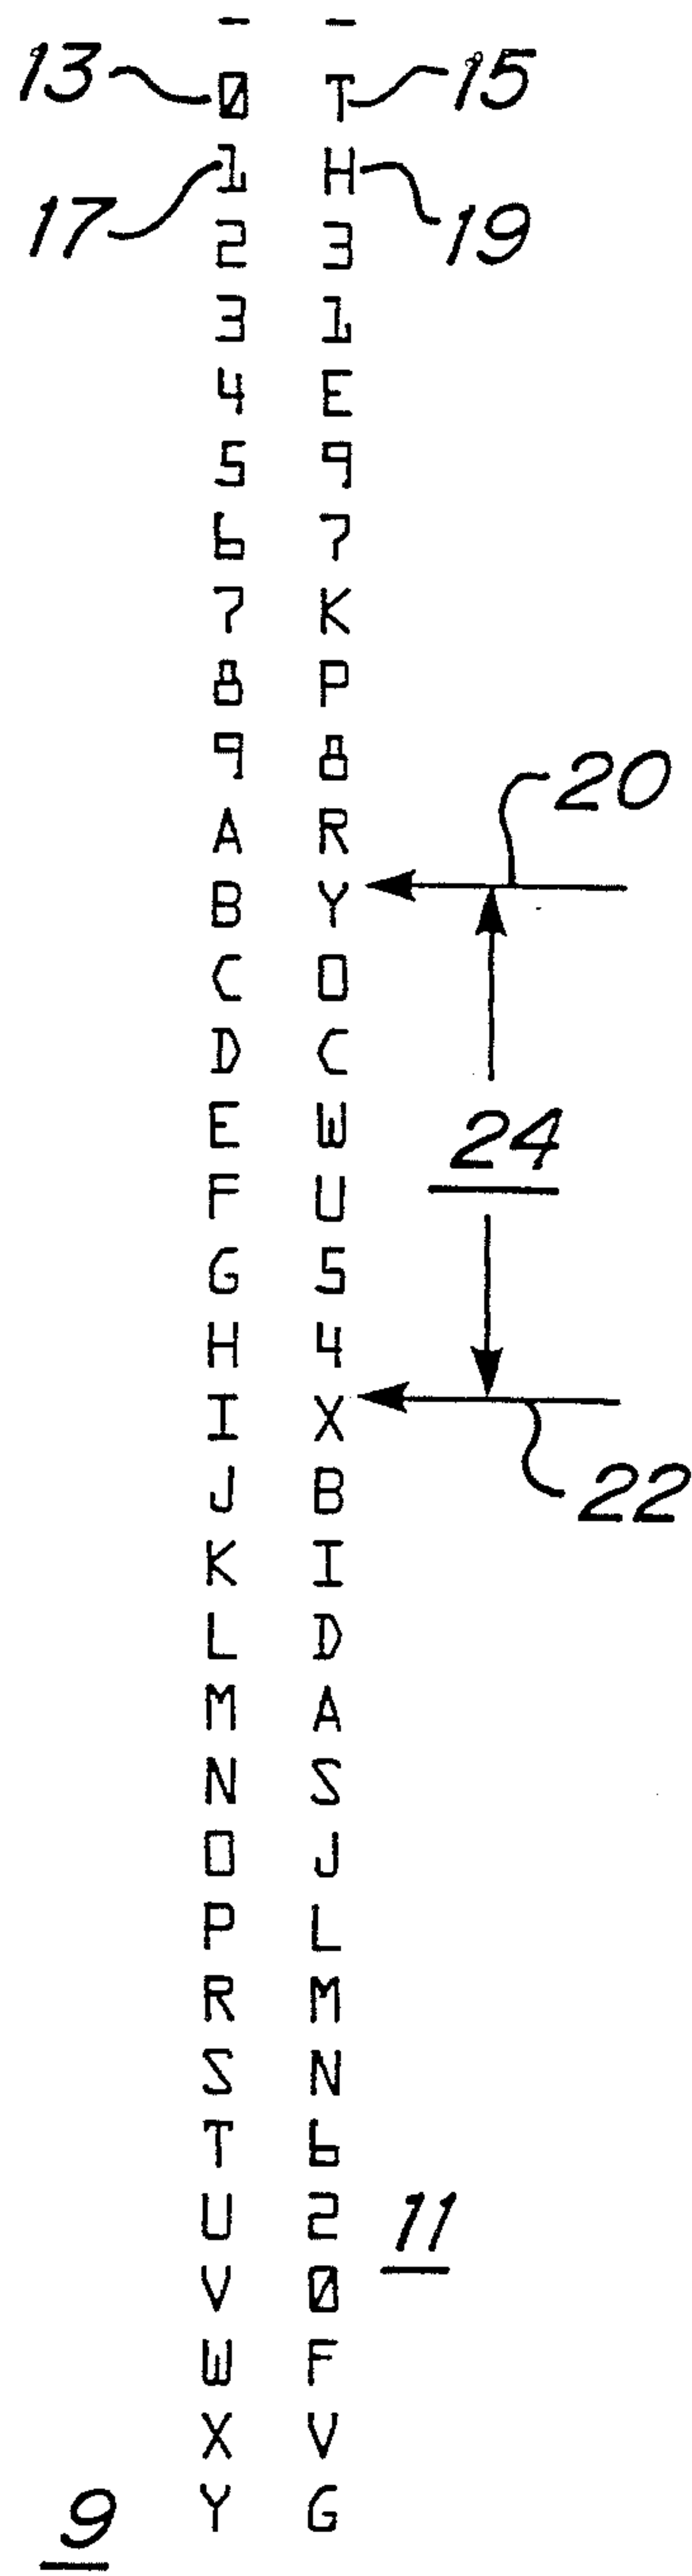 - -
13 0 T 15
1 H
17 2 3 19
3 1
4 E
5 9
6 7
7 K
8 P
9 8
20
A R
B Y
C O
D C
E W 24
F U
G 5
H 4
I X
J B 22
K I
L D
M A
N S
O J
P L
R M
S N
T 6
U 2 11
V 0
W F
X V
Y G
9